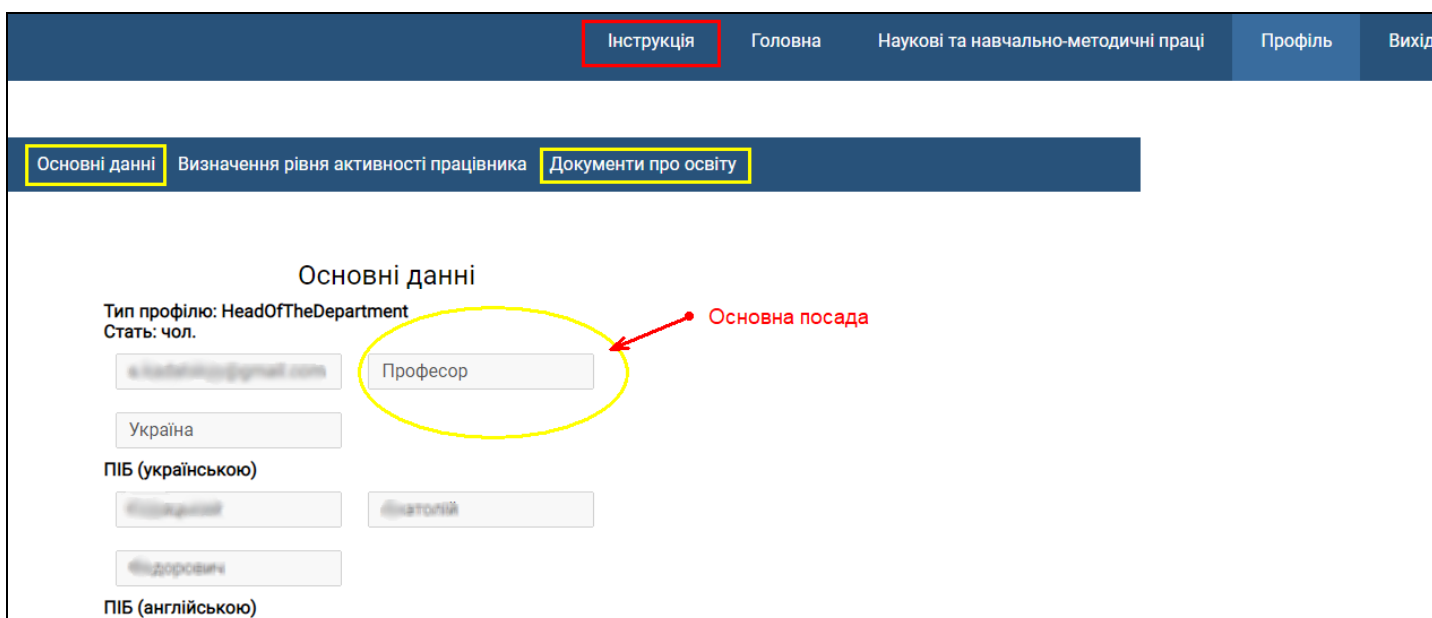 Інструкція Головна Наукові та навчально-методичні праці Профіль Вихід
Основні данні Визначення рівня активності працівника Документи про освіту
Основні данні
Тип профілю: HeadOfTheDepartment
Стать: чол.
Основна посада
Професор
Україна
ПІБ (українською)
ПІБ (англійською)